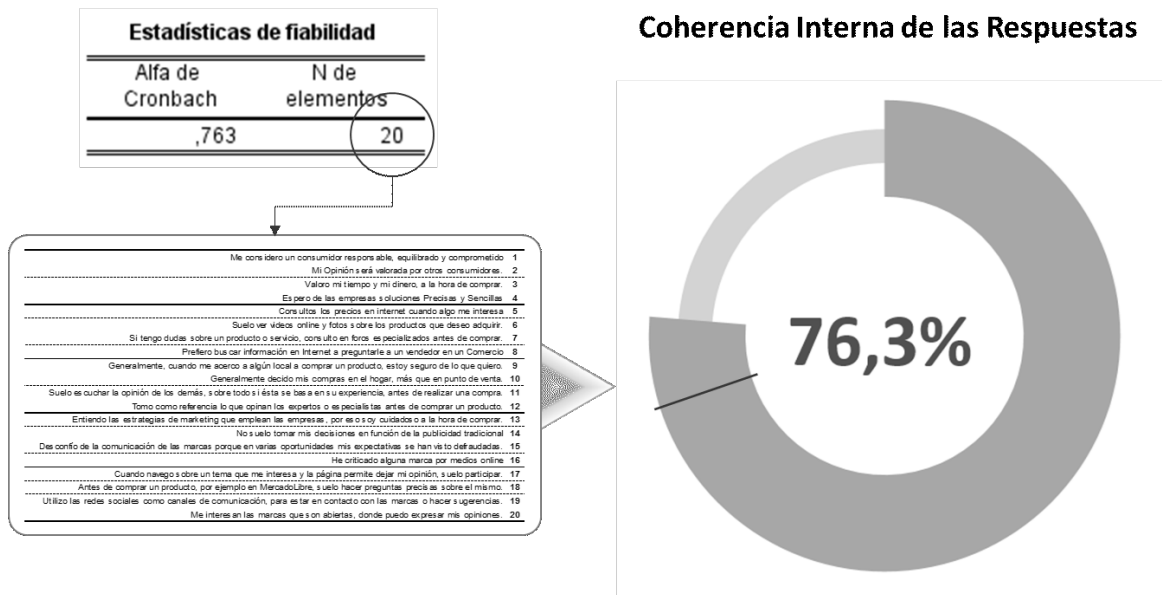 Estadísticas de fiabilidad
Alfa de Cronbach
N de elementos
,763
20
Coherencia Interna de las Respuestas
Me considero un consumidor responsable, equilibrado y comprometido 1
Mi Opinión será valorada por otros consumidores. 2
Valoro mi tiempo y mi dinero, a la hora de comprar. 3
Espero de las empresas soluciones Precisas y Sencillas 4
Consultos los precios en internet cuando algo me interesa 5
Suelo ver videos online y fotos sobre los productos que deseo adquirir. 6
Si tengo dudas sobre un producto o servicio, consulto en foros especializados antes de comprar. 7
Prefiero buscar información en Internet a preguntarle a un vendedor en un Comercio 8
Generalmente, cuando me acerco a algún local a comprar un producto, estoy seguro de lo que quiero. 9
Generalmente decido mis compras en el hogar, más que en punto de venta. 10
Suelo escuchar la opinión de los demás, sobre todo si ésta se basa en su experiencia, antes de realizar una compra. 11
Tomo como referencia lo que opinan los expertos o especialistas antes de comprar un producto. 12
Entiendo las estrategias de marketing que emplean las empresas, por eso soy cuidados o a la hora de comprar. 13
No suelo tomar mis decisiones en función de la publicidad tradicional 14
Desconfío de la comunicación de las marcas porque en varias oportunidades mis expectativas se han visto defraudadas. 15
He criticado alguna marca por medios online 16
Cuando navego sobre un tema que me interesa y la página permite dejar mi opinión, suelo participar. 17
Antes de comprar un producto, por ejemplo en MercadoLibre, suelo hacer preguntas precisas sobre el mismo. 18
Utilizo las redes sociales como canales de comunicación, para estar en contacto con las marcas o hacer sugerencias. 19
Me interesan las marcas que son abiertas, donde puedo expresar mis opiniones. 20
76,3%